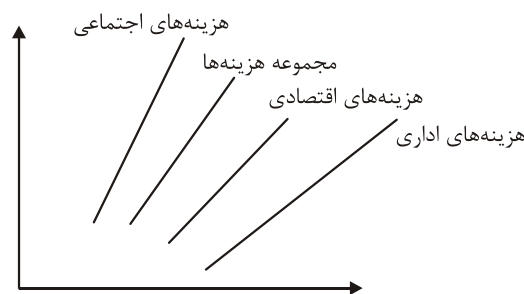 هزینه‌های اجتماعی
مجموعه هزینه‌ها
هزینه‌های اقتصادی
هزینه‌های اداری